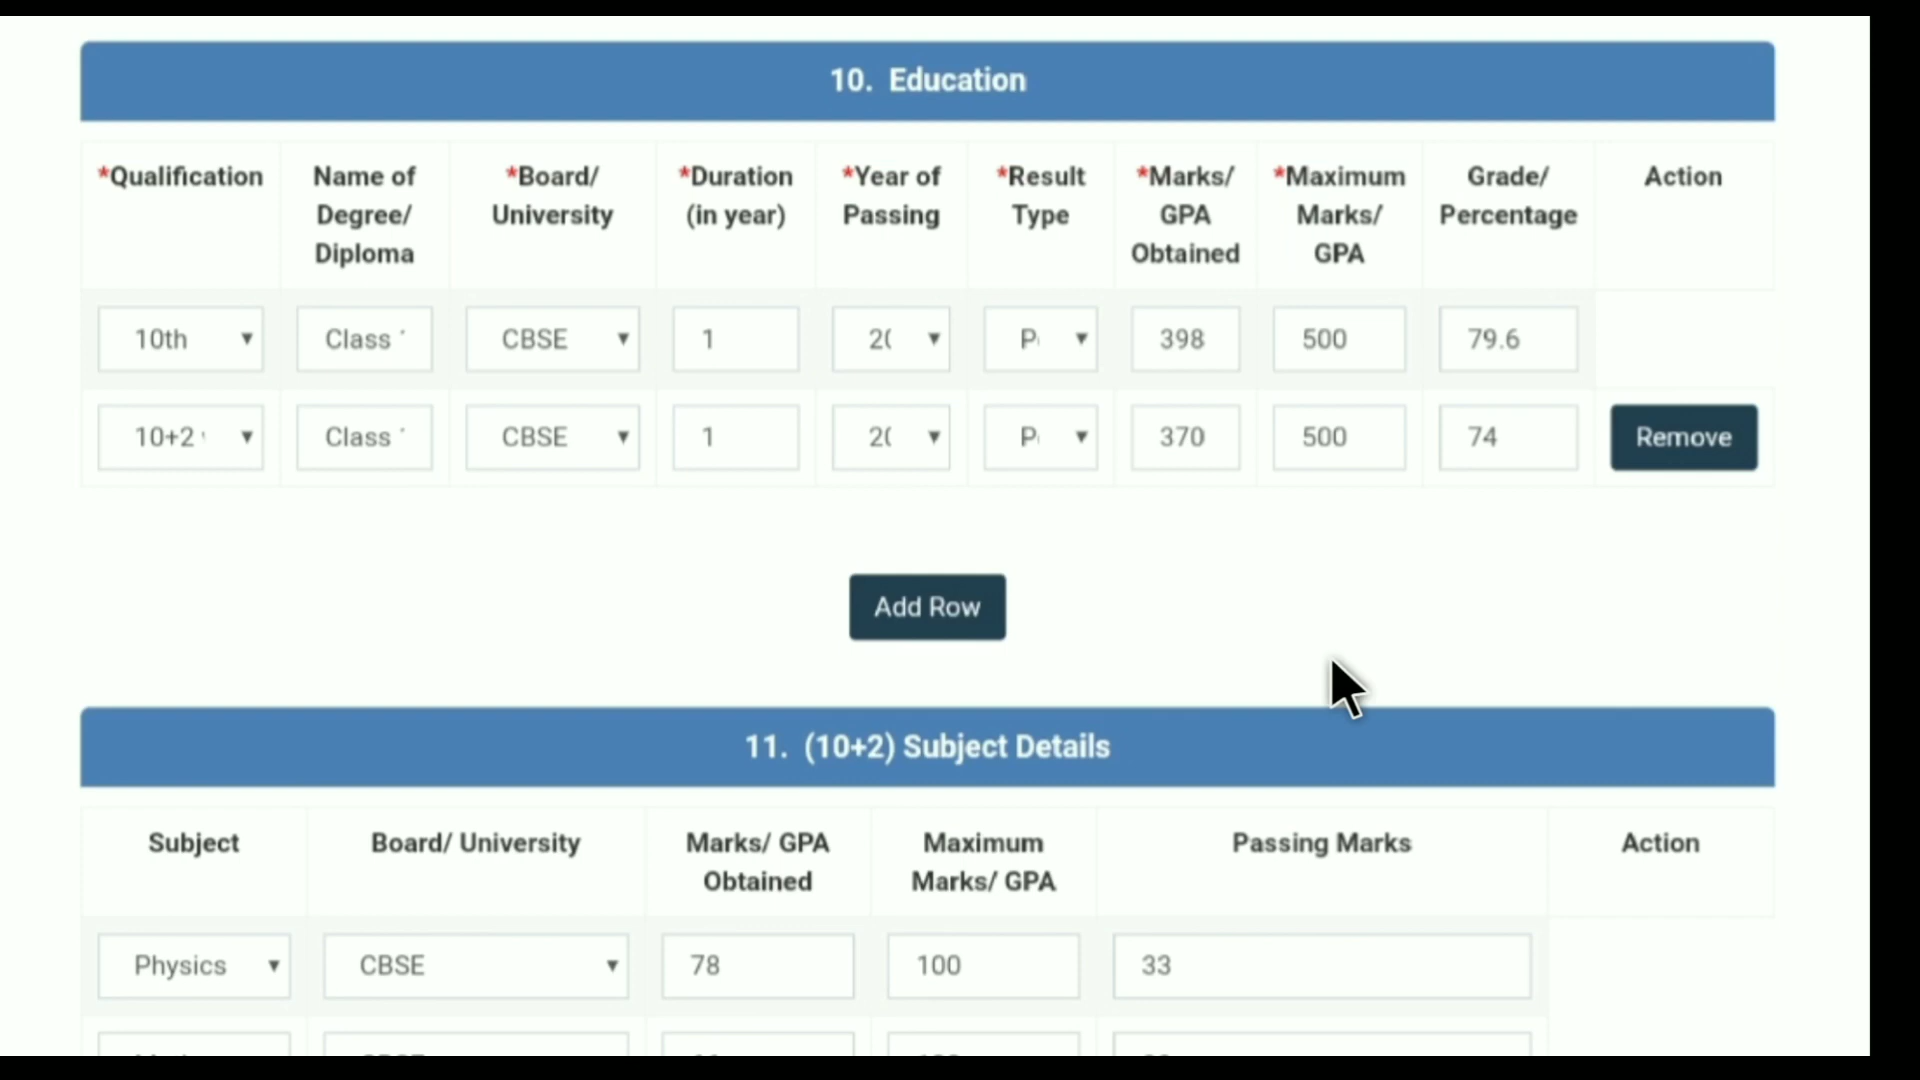 10. Education
*Qualification Name of Degree/ Diploma *Board/ University *Duration (in year) *Year of Passing *Result Type *Marks/ GPA Obtained *Maximum Marks/ GPA Grade/ Percentage Action
10th Class CBSE 1 398 500 79.6
10+2 Class CBSE 1 370 500 74 Remove
Add Row
11. (10+2) Subject Details
Subject Board/ University Marks/ GPA Obtained Maximum Marks/ GPA Passing Marks Action
Physics CBSE 78 100 33